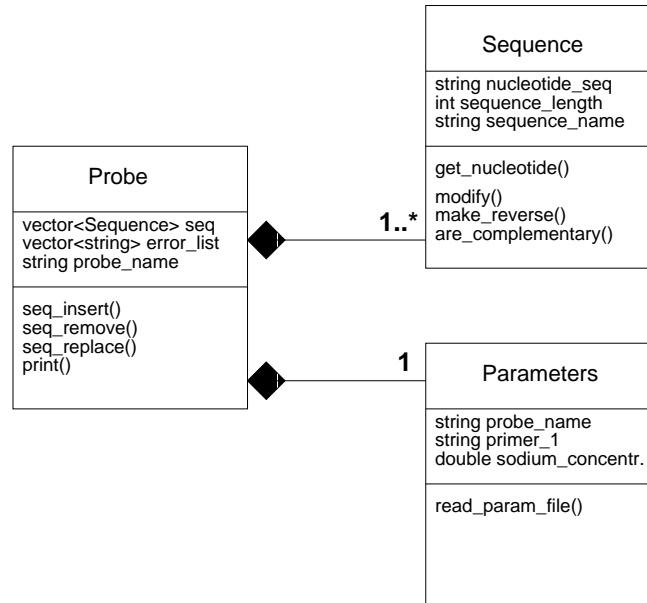 Sequence
string nucleotide_seq
int sequence_length
string sequence_name
get_nucleotide()
modify()
make_reverse()
are_complementary()
Probe
vector<Sequence> seq
vector<string> error_list
string probe_name
seq_insert()
seq_remove()
seq_replace()
print()
1..*
1
Parameters
string probe_name
string primer_1
double sodium_concentr.
read_param_file()